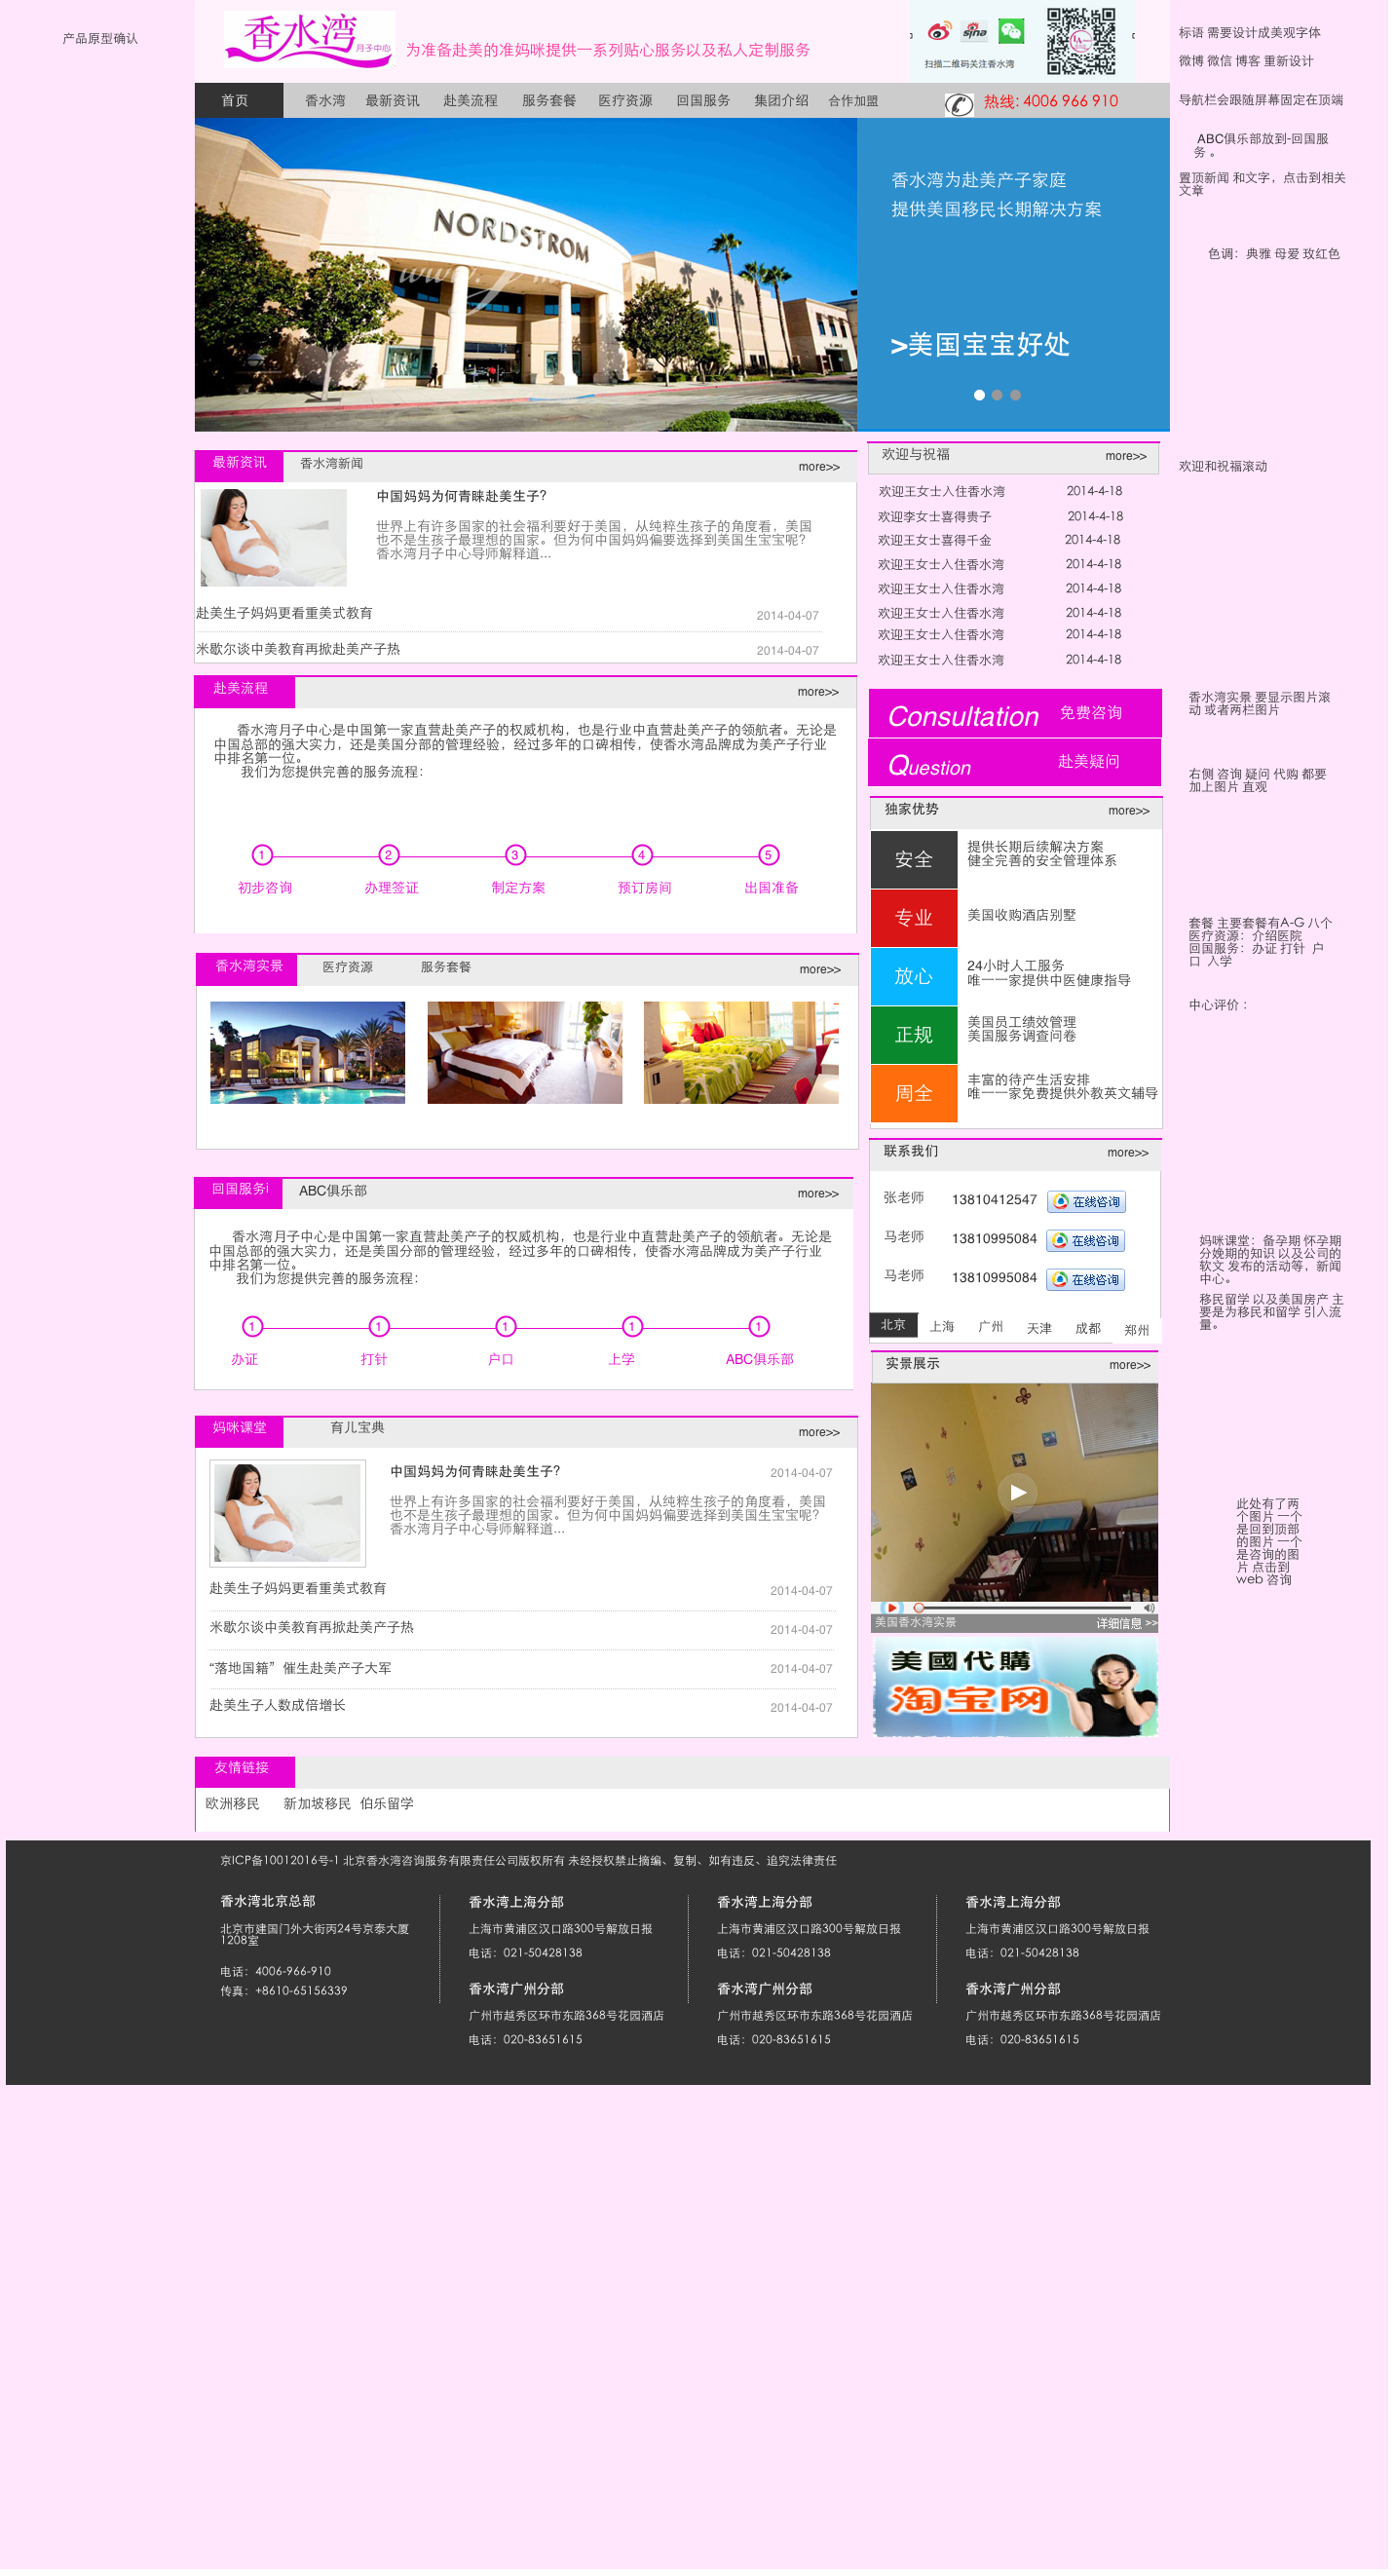 产品原型确认
香水湾
月子中心
为准备赴美的准妈咪提供一系列贴心服务以及私人定制服务
sina
扫描二维码关注香水湾
标语 需要设计成美观字体
微博 微信 博客 重新设计
首页 香水湾 最新资讯 赴美流程 服务套餐 医疗资源 回国服务 集团介绍 合作加盟 热线: 4006 966 910
导航栏会跟随屏幕固定在顶端
ABC俱乐部放到-回国服
务 。
置顶新闻 和文字，点击到相关
文章
色调：典雅 母爱 玫红色
NORDSTROM
香水湾为赴美产子家庭
提供美国移民长期解决方案
>美国宝宝好处
最新资讯 香水湾新闻 more>>
中国妈妈为何青睐赴美生子？
世界上有许多国家的社会福利要好于美国，从纯粹生孩子的角度看，美国
也不是生孩子最理想的国家。但为何中国妈妈偏要选择到美国生宝宝呢？
香水湾月子中心导师解释道...
赴美生子妈妈更看重美式教育 2014-04-07
米歇尔谈中美教育再掀赴美产子热 2014-04-07
欢迎与祝福 more>>
欢迎王女士入住香水湾 2014-4-18
欢迎李女士喜得贵子 2014-4-18
欢迎王女士喜得千金 2014-4-18
欢迎王女士入住香水湾 2014-4-18
欢迎王女士入住香水湾 2014-4-18
欢迎王女士入住香水湾 2014-4-18
欢迎王女士入住香水湾 2014-4-18
欢迎王女士入住香水湾 2014-4-18
欢迎和祝福滚动
赴美流程 more>>
香水湾月子中心是中国第一家直营赴美产子的权威机构，也是行业中直营赴美产子的领航者。无论是
中国总部的强大实力，还是美国分部的管理经验，经过多年的口碑相传，使香水湾品牌成为美产子行业
中排名第一位。
我们为您提供完善的服务流程：
1 2 3 4 5
初步咨询 办理签证 制定方案 预订房间 出国准备
Consultation 免费咨询
Question 赴美疑问
香水湾实景 要显示图片滚
动 或者两栏图片
右侧 咨询 疑问 代购 都要
加上图片 直观
独家优势 more>>
安全 提供长期后续解决方案
健全完善的安全管理体系
专业 美国收购酒店别墅
放心 24小时人工服务
唯一一家提供中医健康指导
正规 美国员工绩效管理
美国服务调查问卷
周全 丰富的待产生活安排
唯一一家免费提供外教英文辅导
套餐 主要套餐有A-G 八个
医疗资源：介绍医院
回国服务：办证 打针 户
口 入学
中心评价：
香水湾实景 医疗资源 服务套餐 more>>
联系我们 more>>
张老师 13810412547 在线咨询
马老师 13810995084 在线咨询
马老师 13810995084 在线咨询
北京 上海 广州 天津 成都 郑州
回国服务i ABC俱乐部 more>>
香水湾月子中心是中国第一家直营赴美产子的权威机构，也是行业中直营赴美产子的领航者。无论是
中国总部的强大实力，还是美国分部的管理经验，经过多年的口碑相传，使香水湾品牌成为美产子行业
中排名第一位。
我们为您提供完善的服务流程：
1 1 1 1 1
办证 打针 户口 上学 ABC俱乐部
妈咪课堂：备孕期 怀孕期
分娩期的知识 以及公司的
软文 发布的活动等，新闻
中心。
移民留学 以及美国房产 主
要是为移民和留学 引入流
量。
实景展示 more>>
美国香水湾实景 详细信息 >>
妈咪课堂 育儿宝典 more>>
中国妈妈为何青睐赴美生子？ 2014-04-07
世界上有许多国家的社会福利要好于美国，从纯粹生孩子的角度看，美国
也不是生孩子最理想的国家。但为何中国妈妈偏要选择到美国生宝宝呢？
香水湾月子中心导师解释道...
赴美生子妈妈更看重美式教育 2014-04-07
米歇尔谈中美教育再掀赴美产子热 2014-04-07
“落地国籍”催生赴美产子大军 2014-04-07
赴美生子人数成倍增长 2014-04-07
此处有了两
个图片 一个
是回到顶部
的图片 一个
是咨询的图
片 点击到
web 咨询
美國代購
淘宝网
友情链接
欧洲移民 新加坡移民 伯乐留学
京ICP备10012016号-1 北京香水湾咨询服务有限责任公司版权所有 未经授权禁止摘编、复制、如有违反、追究法律责任
香水湾北京总部
北京市建国门外大街丙24号京泰大厦
1208室
电话：4006-966-910
传真：+8610-65156339
香水湾上海分部
上海市黄浦区汉口路300号解放日报
电话：021-50428138
香水湾广州分部
广州市越秀区环市东路368号花园酒店
电话：020-83651615
香水湾上海分部
上海市黄浦区汉口路300号解放日报
电话：021-50428138
香水湾广州分部
广州市越秀区环市东路368号花园酒店
电话：020-83651615
香水湾上海分部
上海市黄浦区汉口路300号解放日报
电话：021-50428138
香水湾广州分部
广州市越秀区环市东路368号花园酒店
电话：020-83651615